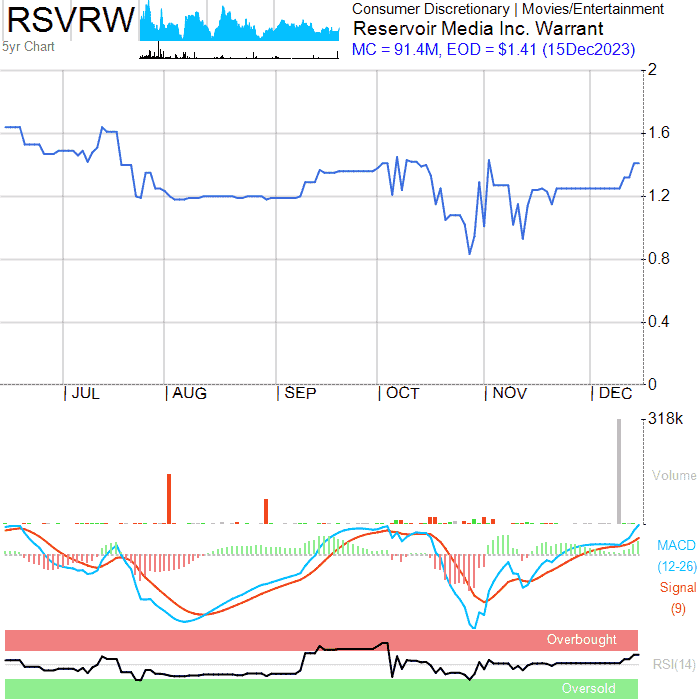 RSVRW
5yr Chart
Consumer Discretionary | Movies/Entertainment
Reservoir Media Inc. Warrant
MC = 91.4M, EOD = $1.41 (15Dec2023)
2
1.6
1.2
0.8
0.4
0
| JUL | AUG | SEP | OCT | NOV | DEC
318k
Volume
MACD
(12-26)
Signal
(9)
Overbought
RSI(14)
Oversold